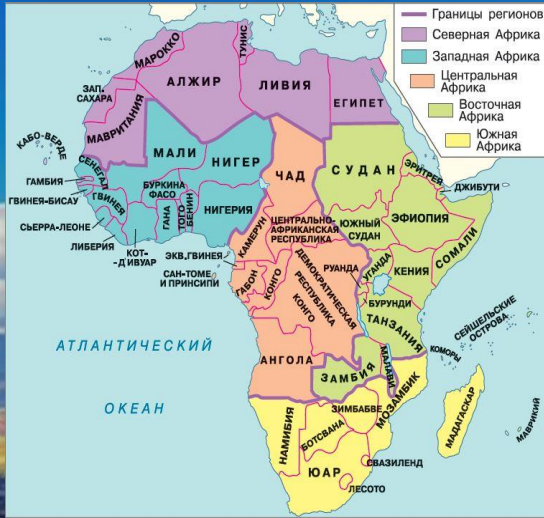 Границы регионов
Северная Африка
Западная Африка
Центральная
Африка
Восточная
Африка
Южная
Африка
МАРОККО
ТУНИС
АЛЖИР
ЛИВИЯ
ЕГИПЕТ
ЗАП.
САХАРА
МАВРИТАНИЯ
КАБО-ВЕРДЕ
МАЛИ
НИГЕР
ЧАД
СУДАН
ЭРИТРЕЯ
ДЖИБУТИ
СЕНЕГАЛ
ГАМБИЯ
ГВИНЕЯ-БИСАУ
ГВИНЕЯ
СЬЕРРА-ЛЕОНЕ
ЛИБЕРИЯ
КОТ-
-Д'ИВУАР
БУРКИНА
ФАСО
ГАНА
ТОГО
БЕНИН
НИГЕРИЯ
КАМЕРУН
ЦЕНТРАЛЬНО-
АФРИКАНСКАЯ
РЕСПУБЛИКА
ЮЖНЫЙ
СУДАН
ЭФИОПИЯ
СОМАЛИ
ЭКВ.ГВИНЕЯ
САН-ТОМЕ
И ПРИНСИПИ
ГАБОН
КОНГО
ДЕМОКРАТИЧЕСКАЯ
РЕСПУБЛИКА
КОНГО
РУАНДА
УГАНДА
КЕНИЯ
БУРУНДИ
ТАНЗАНИЯ
СЕЙШЕЛЬСКИЕ
ОСТРОВА
КОМОРЫ
АТЛАНТИЧЕСКИЙ
ОКЕАН
АНГОЛА
ЗАМБИЯ
МАЛАВИ
МОЗАМБИК
ЗИМБАБВЕ
БОТСВАНА
НАМИБИЯ
МАДАГАСКАР
МАВРИКИЙ
СВАЗИЛЕНД
ЮАР
ЛЕСОТО